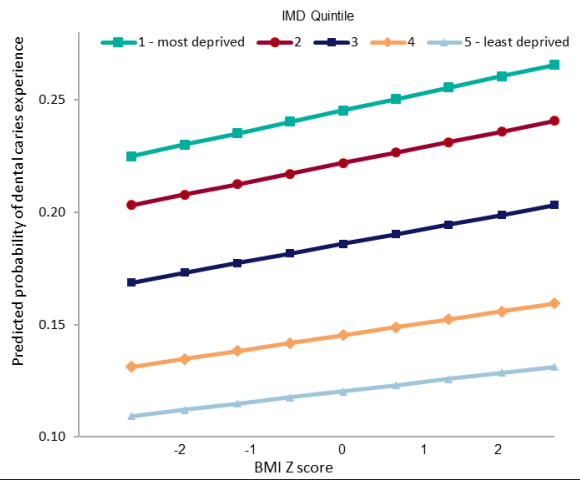 IMD Quintile
1 - most deprived 2 3 4 5 - least deprived
Predicted probability of dental caries experience
0.25
0.20
0.15
0.10
-2 -1 0 1 2
BMI Z score